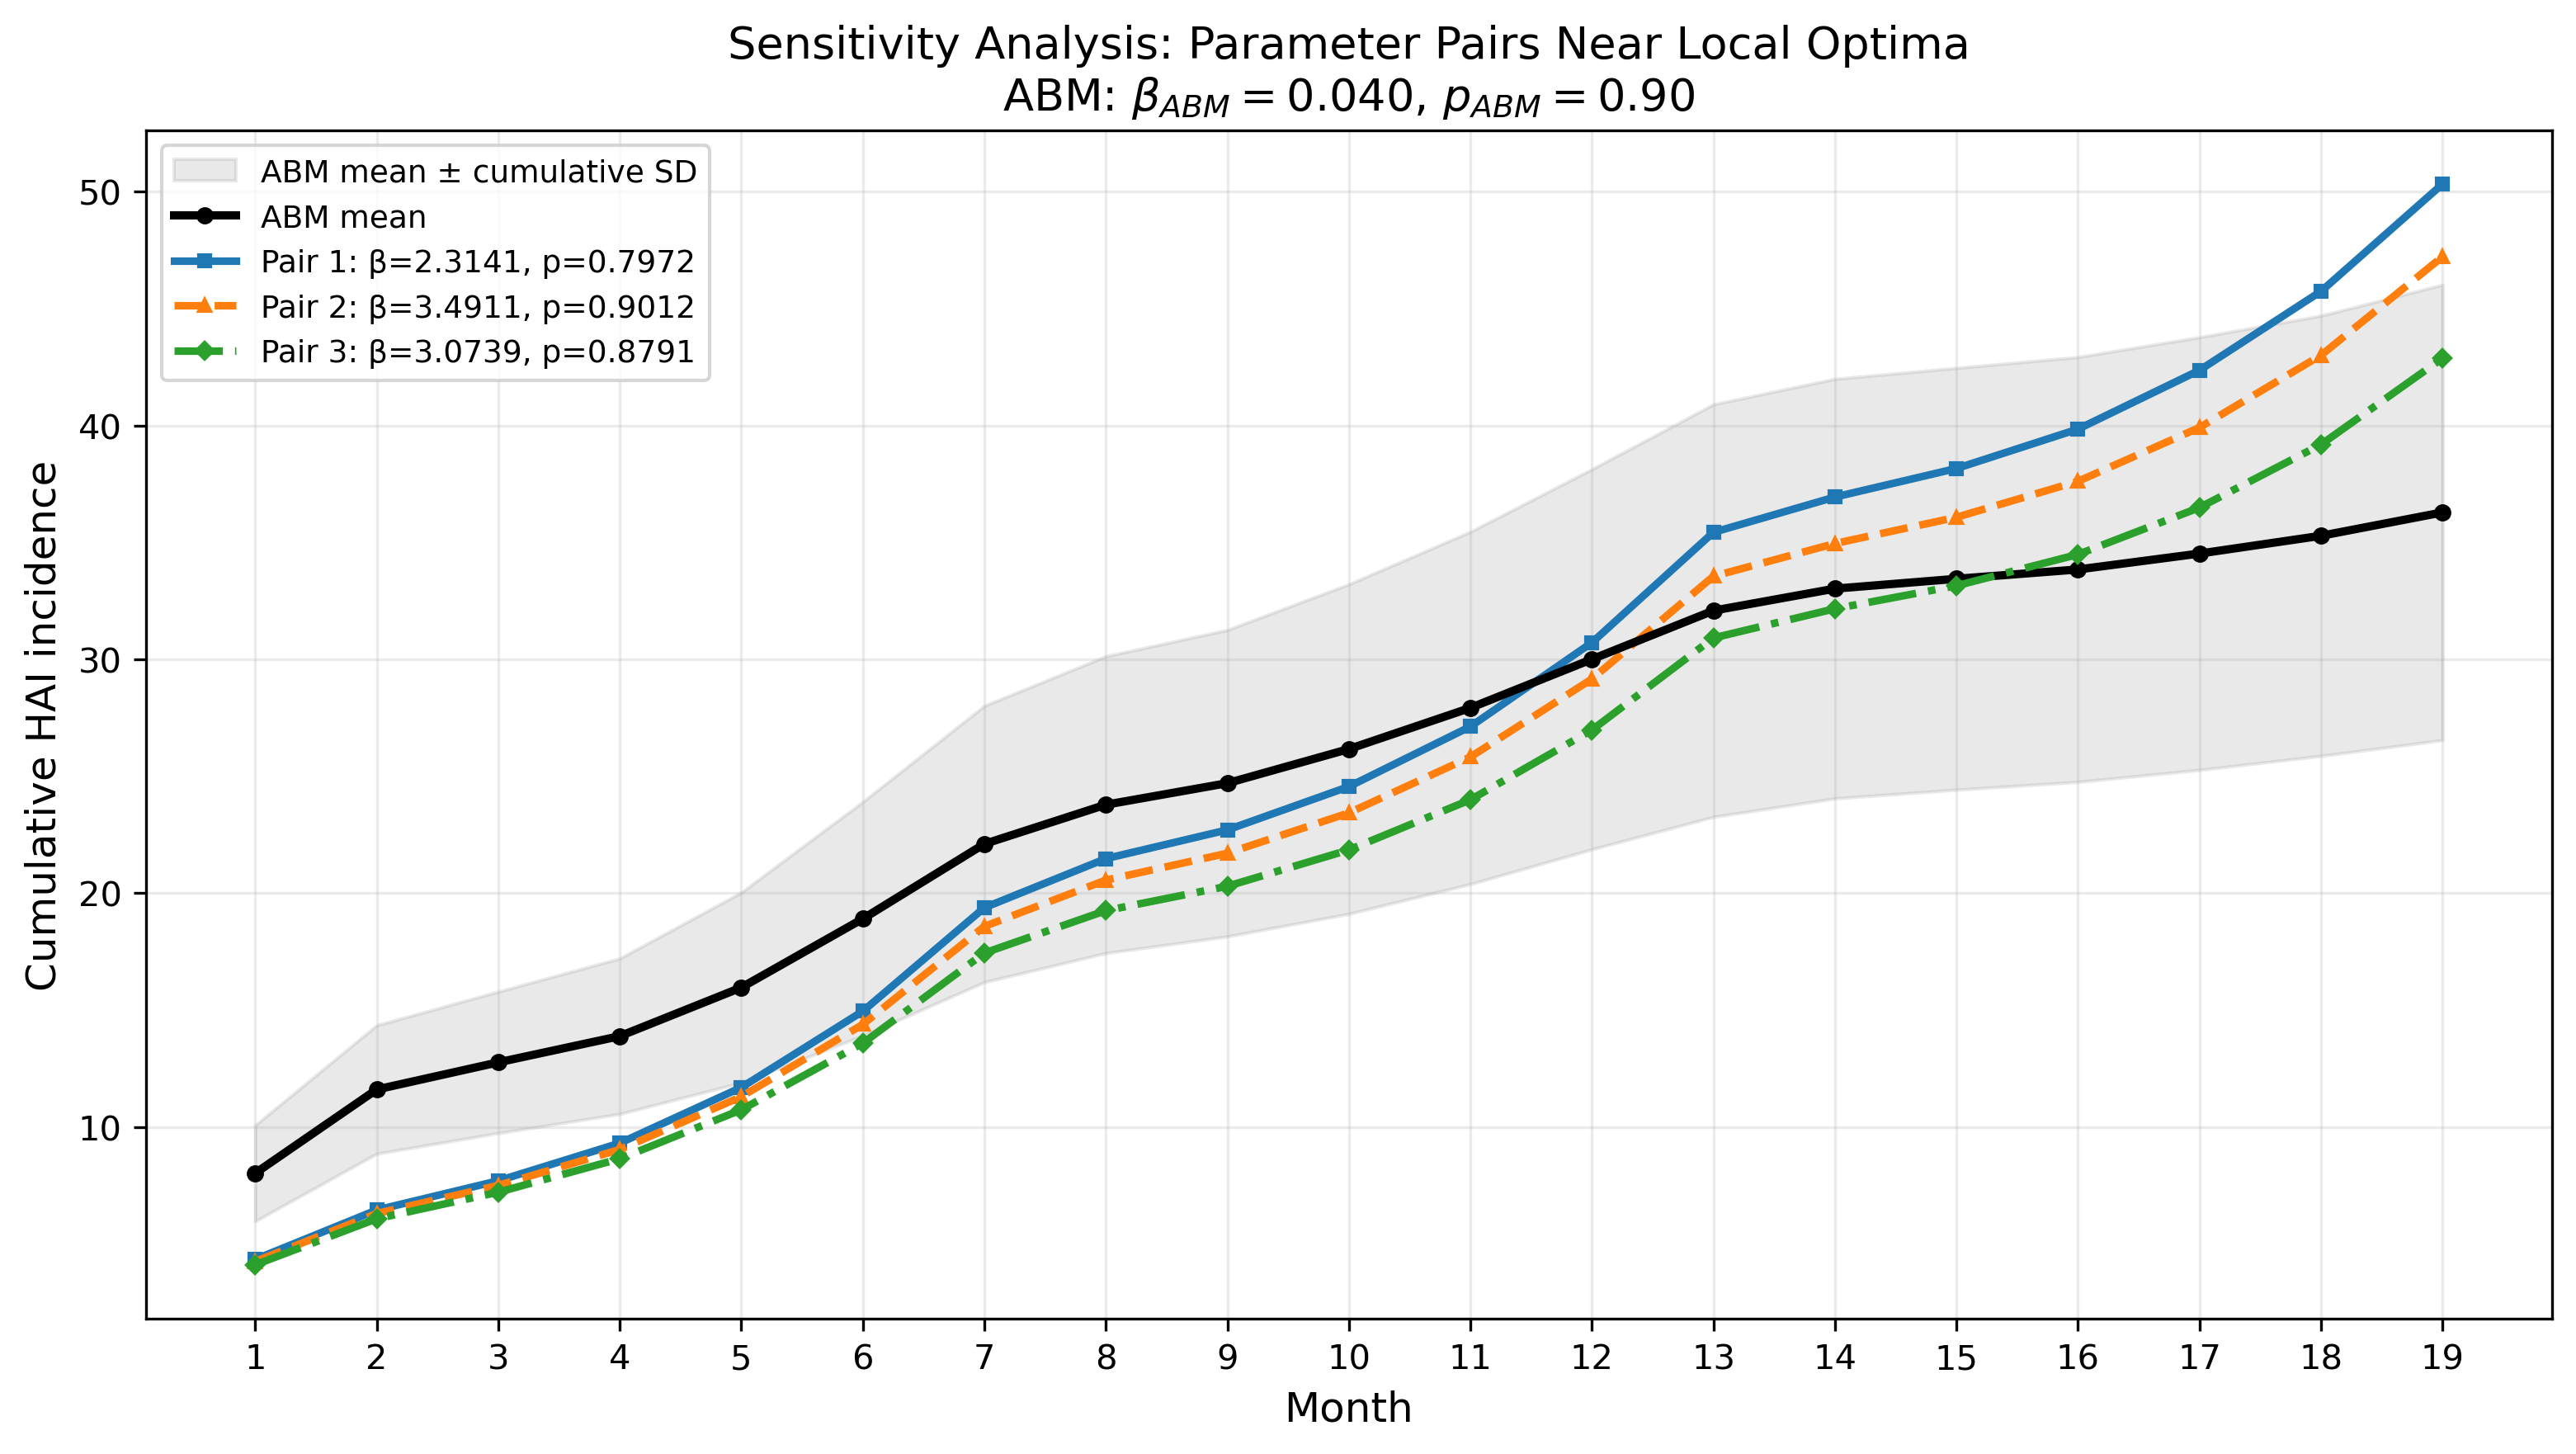 Sensitivity Analysis: Parameter Pairs Near Local Optima
ABM: β_ABM = 0.040, p_ABM = 0.90
ABM mean ± cumulative SD
ABM mean
Pair 1: β=2.3141, p=0.7972
Pair 2: β=3.4911, p=0.9012
Pair 3: β=3.0739, p=0.8791
Cumulative HAI incidence
50
40
30
20
10
1 2 3 4 5 6 7 8 9 10 11 12 13 14 15 16 17 18 19
Month